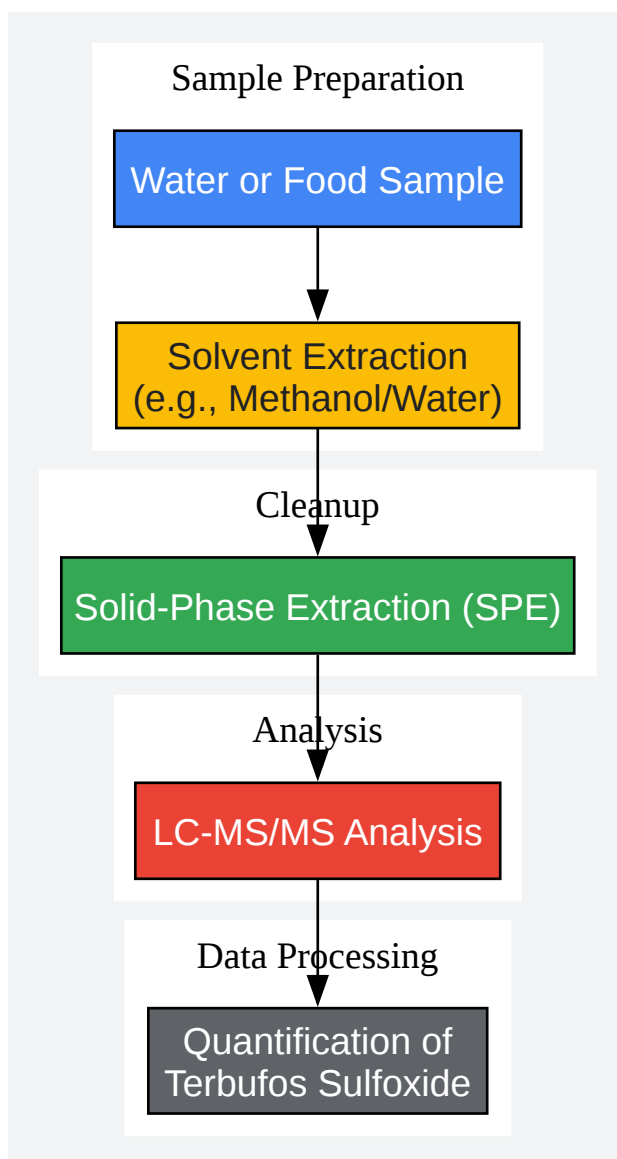 Sample Preparation
Water or Food Sample
Solvent Extraction
(e.g., Methanol/Water)
Cleanup
Solid-Phase Extraction (SPE)
Analysis
LC-MS/MS Analysis
Data Processing
Quantification of
Terbufos Sulfoxide